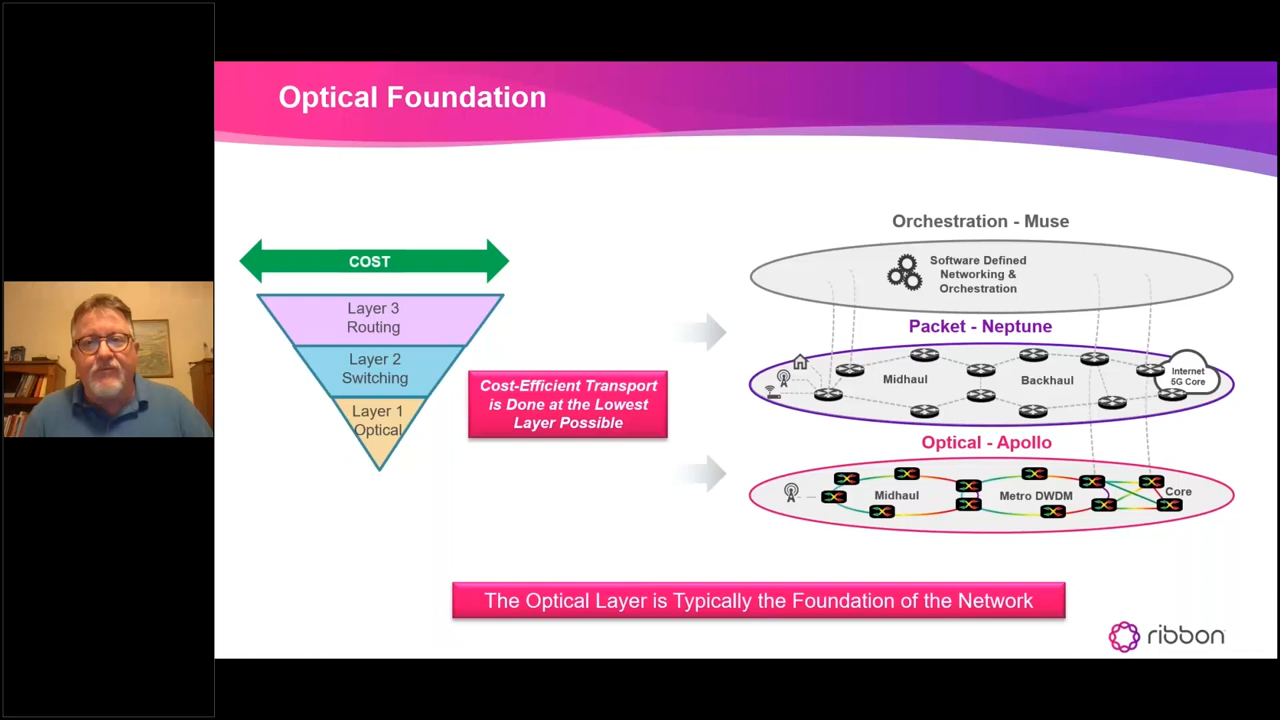 Optical Foundation
COST
Layer 3
Routing
Layer 2
Switching
Layer 1
Optical
Cost-Efficient Transport
is Done at the Lowest
Layer Possible
Orchestration - Muse
Software Defined
Networking &
Orchestration
Packet - Neptune
Midhaul
Backhaul
Internet
5G Core
Optical - Apollo
Midhaul
Metro DWDM
Core
The Optical Layer is Typically the Foundation of the Network
ribbon